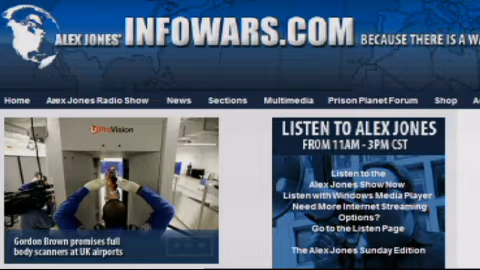 ALEX JONES' INFOWARS.COM BECAUSE THERE IS A WA
Home Alex Jones Radio Show News Sections Multimedia Prison Planet Forum Shop A
ProVision
Gordon Brown promises full
body scanners at UK airports
LISTEN TO ALEX JONES
FROM 11AM - 3PM CST
Listen to the
Alex Jones Show Now
Listen with Windows Media Player
Need More Internet Streaming
Options?
Go to the Listen Page
The Alex Jones Sunday Edition